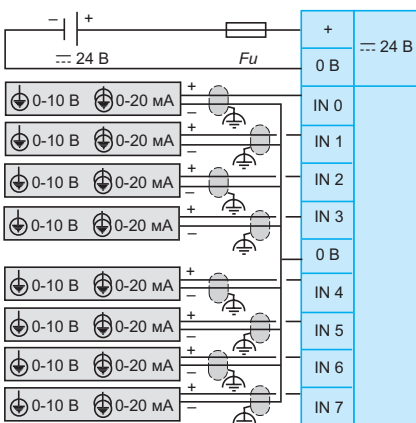 − +
+
⎓ 24 В
⎓ 24 В Fu
0 В
0-10 В 0-20 мА + −
IN 0
0-10 В 0-20 мА + −
IN 1
0-10 В 0-20 мА + −
IN 2
0-10 В 0-20 мА + −
IN 3
0 В
0-10 В 0-20 мА + −
IN 4
0-10 В 0-20 мА + −
IN 5
0-10 В 0-20 мА + −
IN 6
0-10 В 0-20 мА + −
IN 7